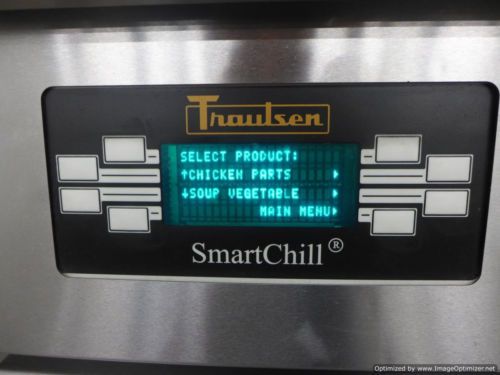 Traulsen
SELECT PRODUCT:
↑CHICKEN PARTS ▶
↓SOUP VEGETABLE ▶
MAIN MENU▶
SmartChill®
Optimized by www.ImageOptimizer.net